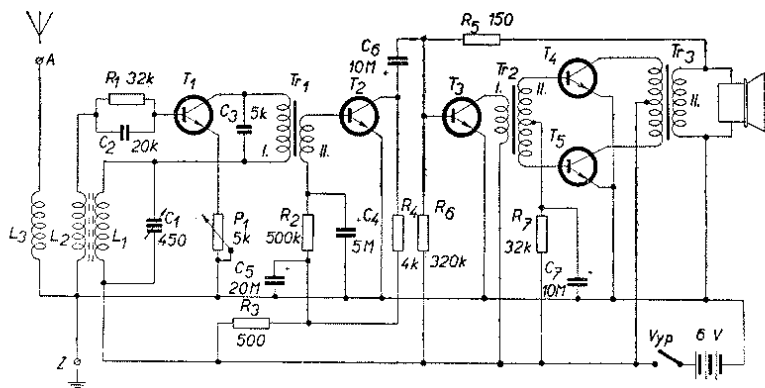 A
R1 32k
C2
20k
T1
C3
5k
Tr1
I.
II.
T2
C6
10M
+
R5 150
T3
Tr2
I.
II.
T4
T5
Tr3
II.
L3
L2
L1
C1
450
P1
5k
R2
500k
C5
20M
+
C4
5M
+
R4
4k
R6
320k
R7
32k
C7
10M
+
R3
500
Z
Vyp
6 V